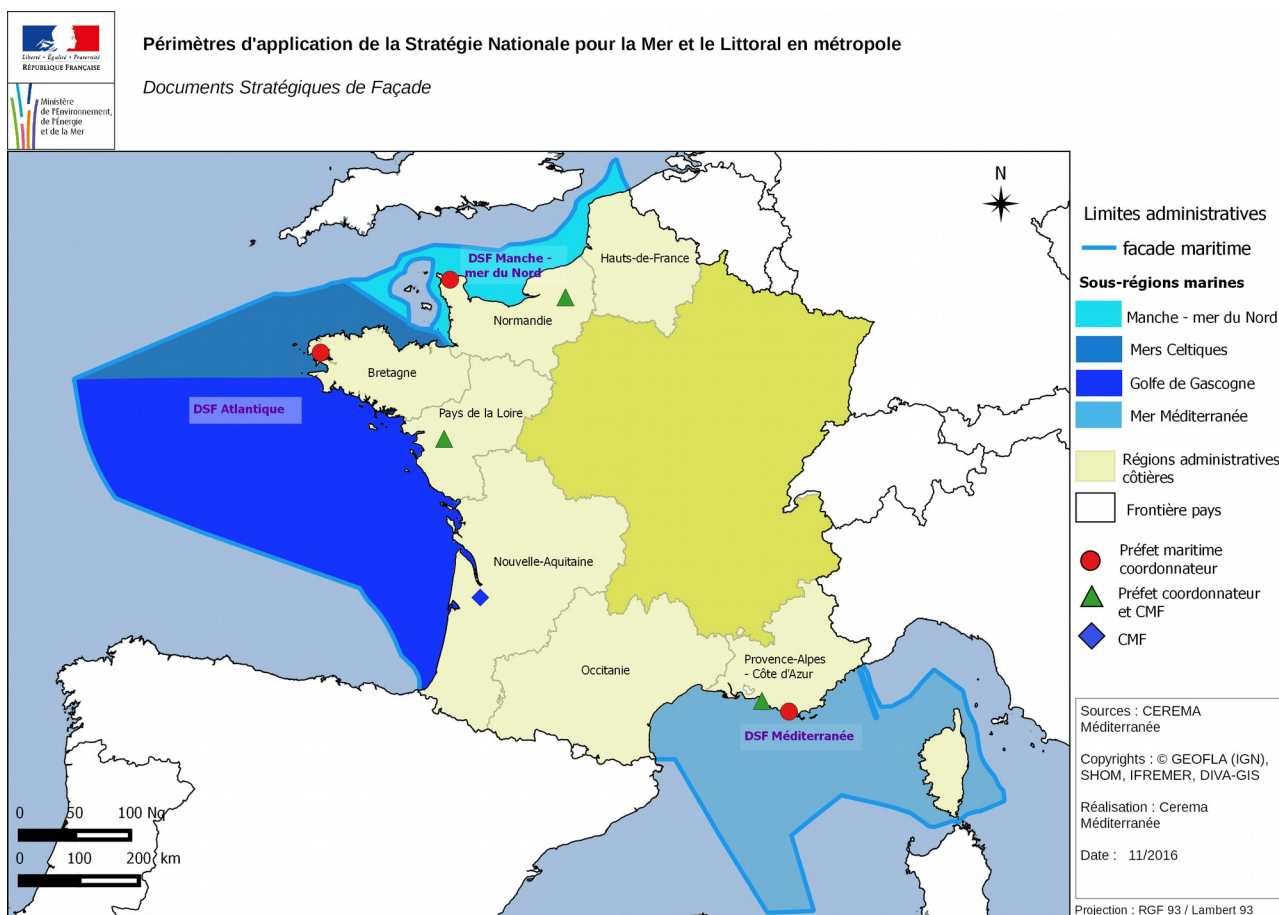 Liberté • Égalité • Fraternité
RÉPUBLIQUE FRANÇAISE
Ministère
de l'Environnement,
de l'Énergie
et de la Mer
Périmètres d'application de la Stratégie Nationale pour la Mer et le Littoral en métropole
Documents Stratégiques de Façade
N
DSF Manche -
mer du Nord
Hauts-de-France
Normandie
Bretagne
DSF Atlantique
Pays de la Loire
Nouvelle-Aquitaine
Occitanie
Provence-Alpes
- Côte d'Azur
DSF Méditerranée
0 50 100 Nq
0 100 200 km
Limites administratives
facade maritime
Sous-régions marines
Manche - mer du Nord
Mers Celtiques
Golfe de Gascogne
Mer Méditerranée
Régions administratives
côtières
Frontière pays
Préfet maritime
coordonnateur
Préfet coordonnateur
et CMF
CMF
Sources : CEREMA
Méditerranée
Copyrights : © GEOFLA (IGN),
SHOM, IFREMER, DIVA-GIS
Réalisation : Cerema
Méditerranée
Date : 11/2016
Projection : RGF 93 / Lambert 93